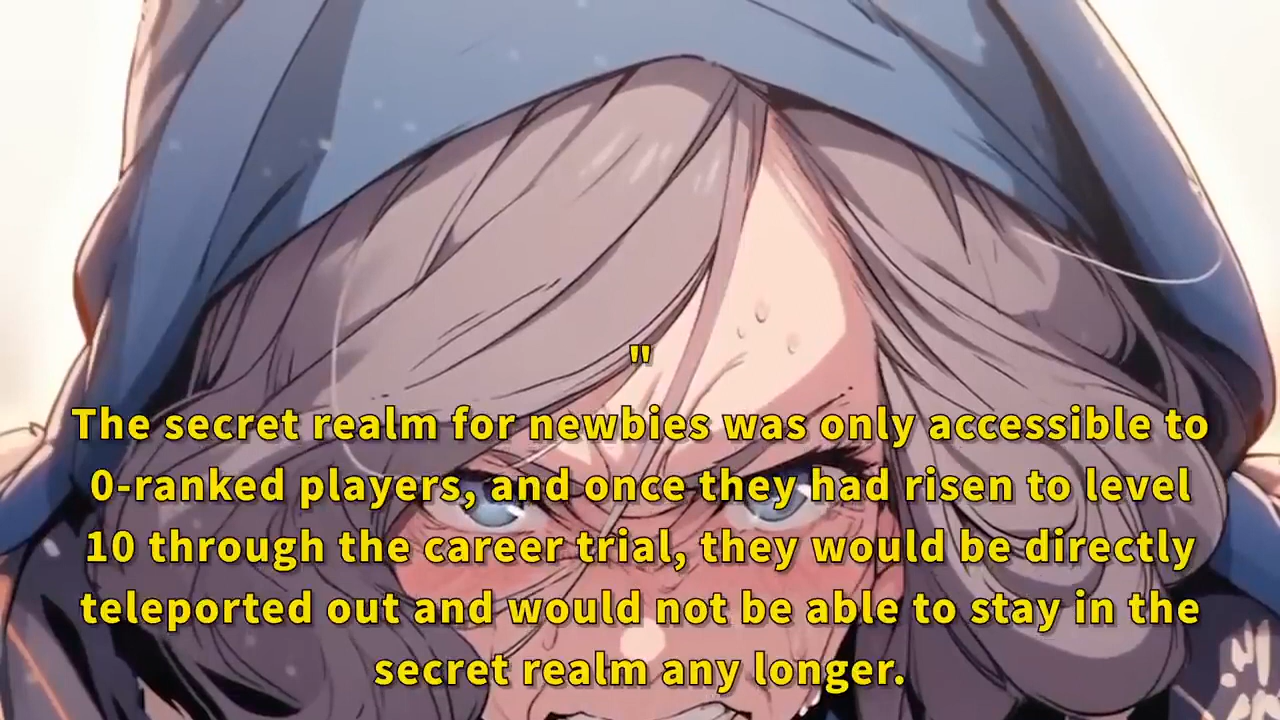 "
The secret realm for newbies was only accessible to
0-ranked players, and once they had risen to level
10 through the career trial, they would be directly
teleported out and would not be able to stay in the
secret realm any longer.